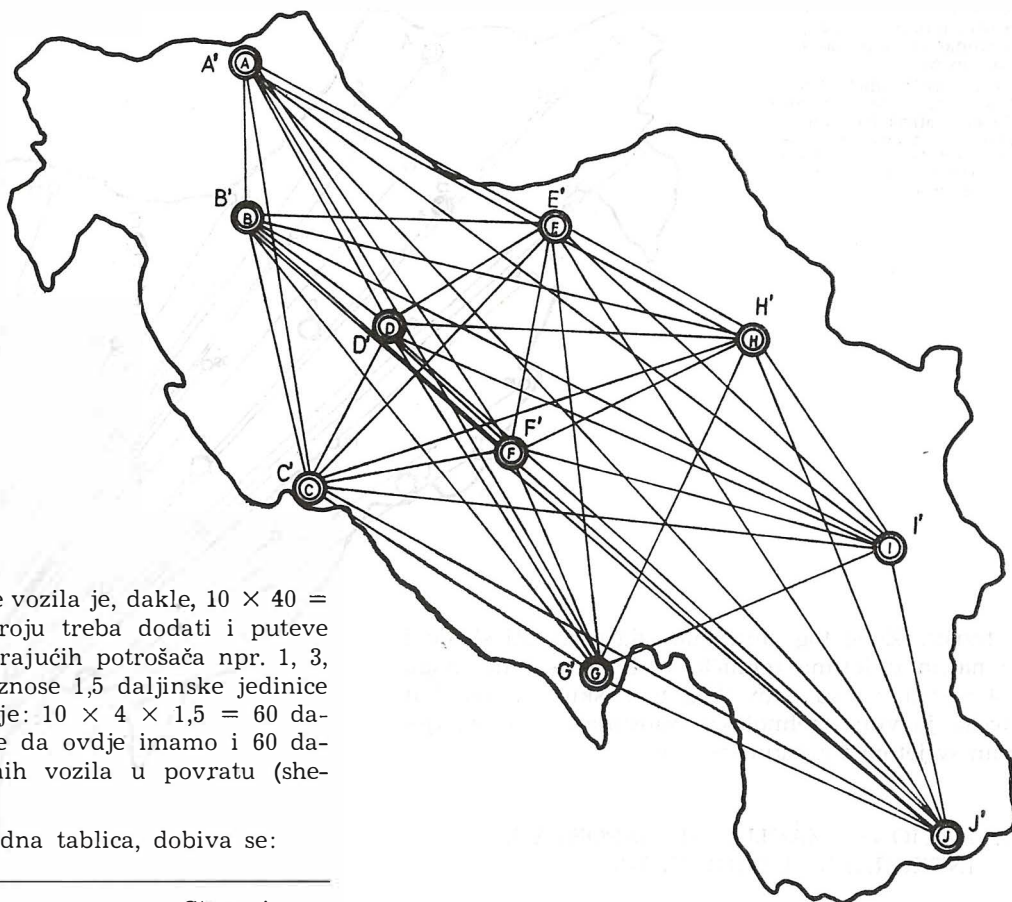 A' A
B' B
E' E
H' H
D' D
F' F
C' C
I' I
G' G
J' J
e vozila je, dakle, 10 × 40 =
roju treba dodati i puteve
rajućih potrošača npr. 1, 3,
znose 1,5 daljinske jedinice
je: 10 × 4 × 1,5 = 60 da-
e da ovdje imamo i 60 da-
nih vozila u povratu (she-
dna tablica, dobiva se: